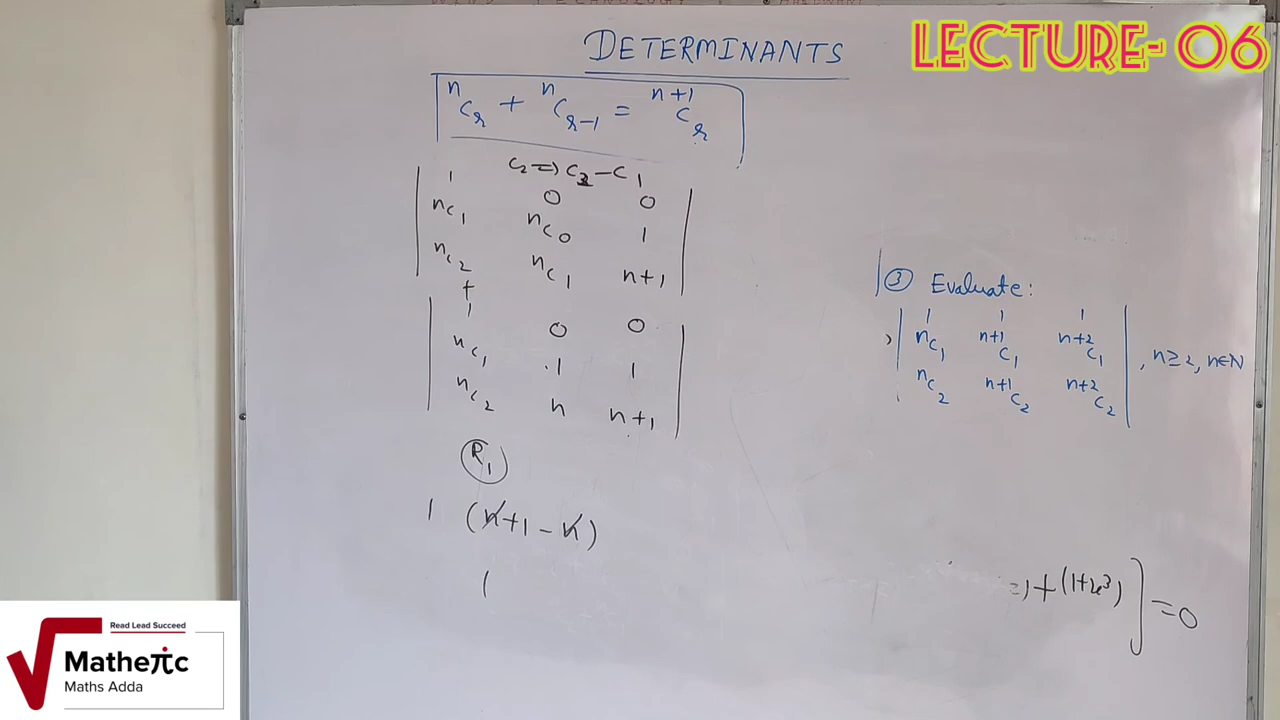 DETERMINANTS
LECTURE- 06
nCr + nCr-1 = n+1Cr
C2 => C2 - C1
1 0 0
nC1 nC0 1
nC2 nC1 n+1
+
1 0 0
nC1 1 1
nC2 n n+1
R1
1 (n+1 - n)
3 Evaluate:
1 1 1
nC1 n+1C1 n+2C1 , n≥2, n∈N
nC2 n+1C2 n+2C2
=) + (1+x³) ] = 0
Read Lead Succeed
Matheπc
Maths Adda